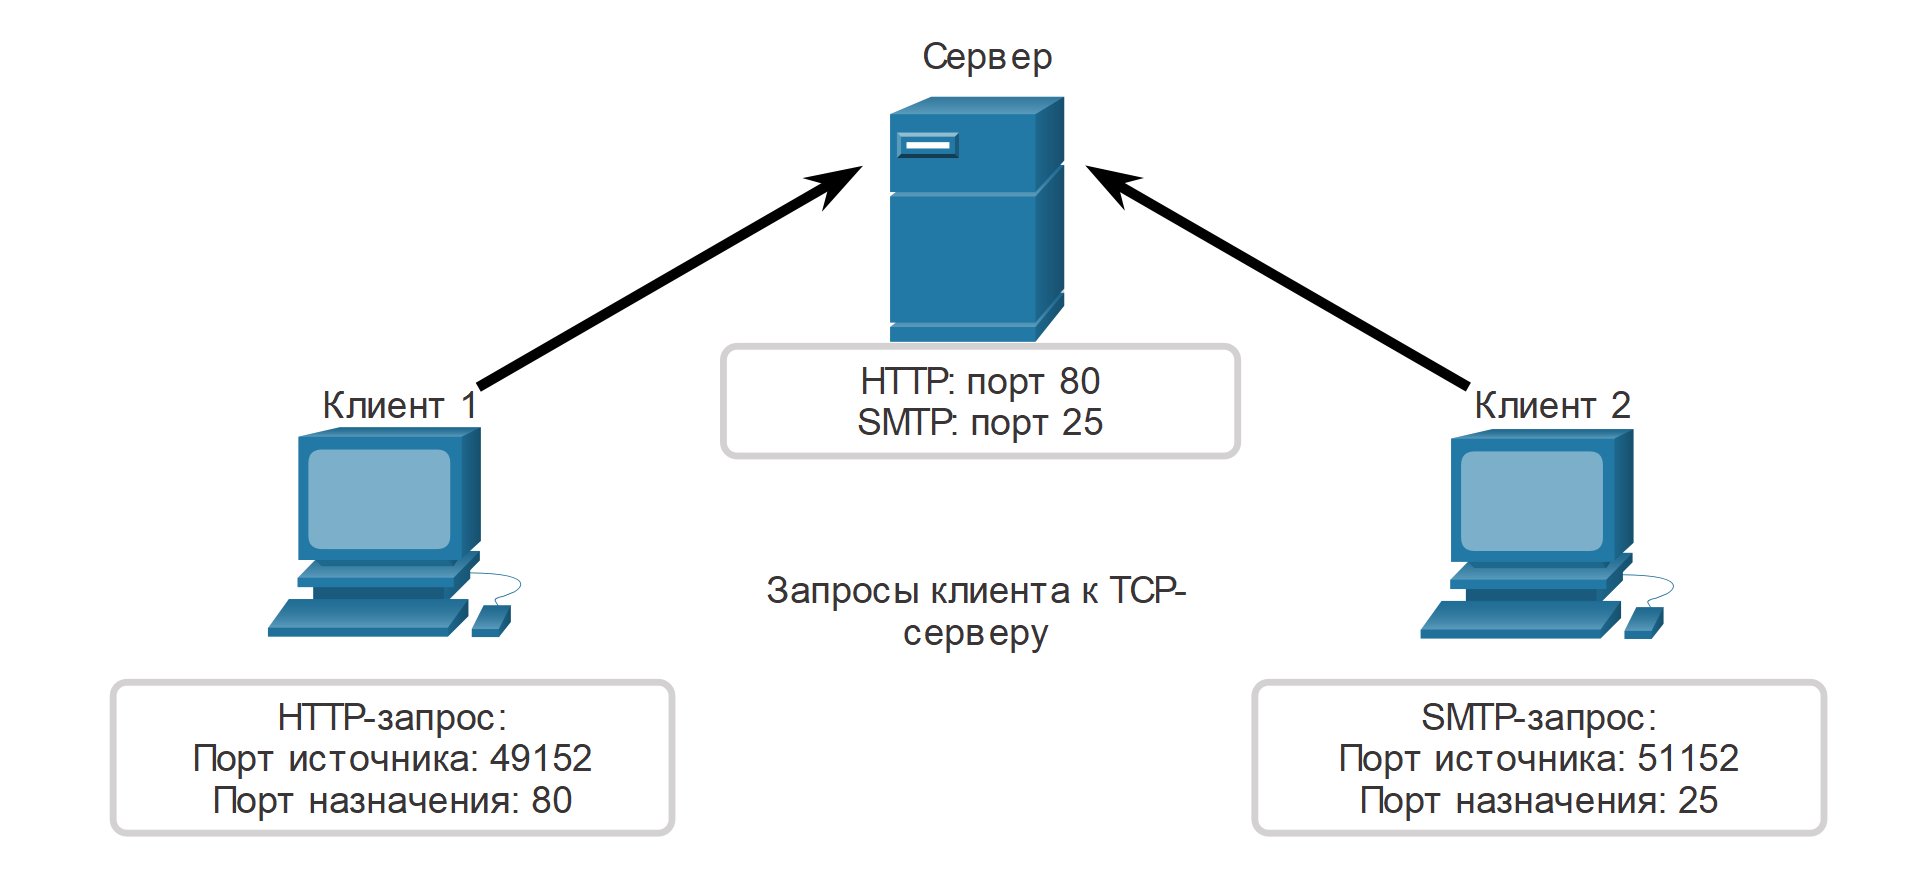 Сервер
HTTP: порт 80
SMTP: порт 25
Клиент 1
Клиент 2
Запросы клиента к TCP-
серверу
HTTP-запрос:
Порт источника: 49152
Порт назначения: 80
SMTP-запрос:
Порт источника: 51152
Порт назначения: 25